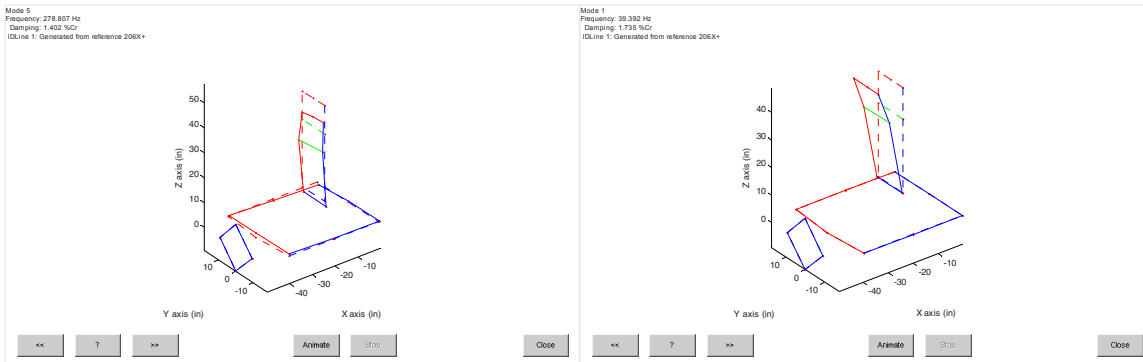 Mode 5
Frequency: 278.807 Hz
Damping: 1.402 %Cr
IDLine 1: Generated from reference 206X+
50
40
30
20
10
0
Z axis (in)
10
0
-10
-40
-30
-20
-10
Y axis (in)
X axis (in)
<<
?
>>
Animate
Stop
Close
Mode 1
Frequency: 39.392 Hz
Damping: 1.735 %Cr
IDLine 1: Generated from reference 206X+
40
30
20
10
0
Z axis (in)
10
0
-10
-40
-30
-20
-10
Y axis (in)
X axis (in)
<<
?
>>
Animate
Stop
Close